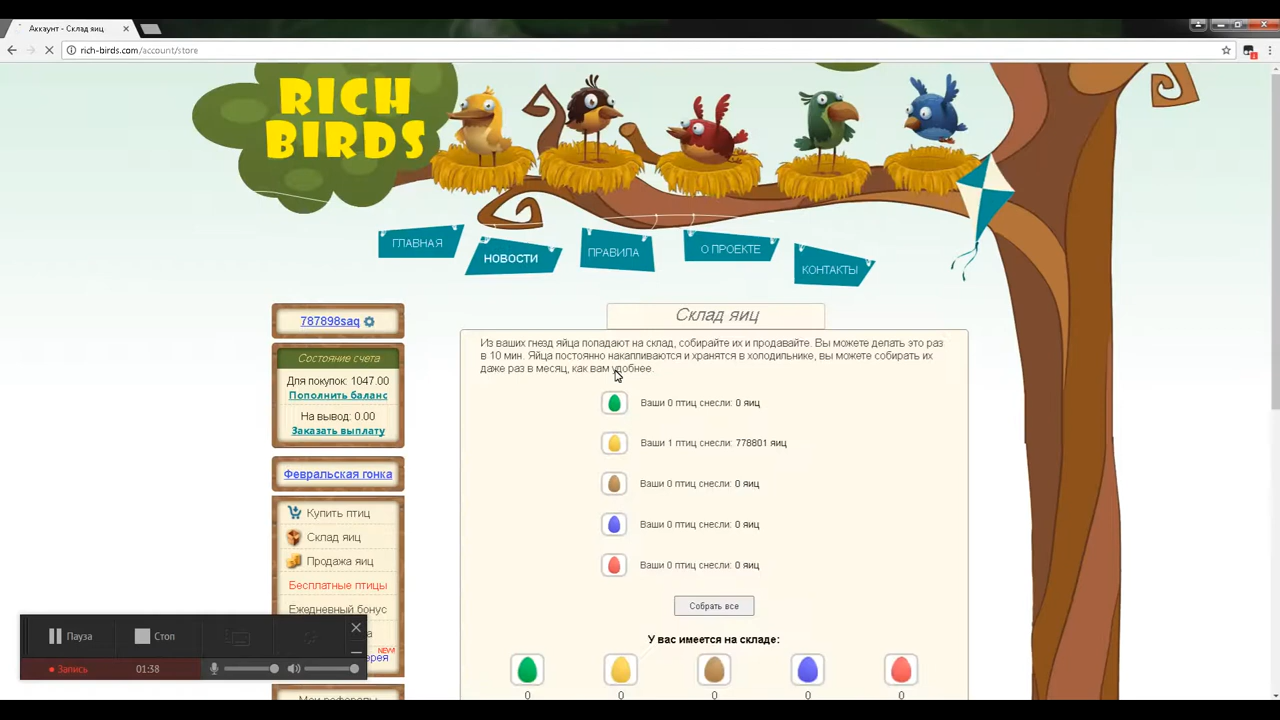 Аккаунт - Склад яиц
rich-birds.com/account/store
RICH
BIRDS
ГЛАВНАЯ
НОВОСТИ
ПРАВИЛА
О ПРОЕКТЕ
КОНТАКТЫ
787898saq
Состояние счета
Для покупок: 1047.00
Пополнить баланс
На вывод: 0.00
Заказать выплату
Февральская гонка
Купить птиц
Склад яиц
Продажа яиц
Бесплатные птицы
Ежедневный бонус
NEW!
Мои рефералы
Склад яиц
Из ваших гнезд яйца попадают на склад, собирайте их и продавайте. Вы можете делать это раз
в 10 мин. Яйца постоянно накапливаются и хранятся в холодильнике, вы можете собирать их
даже раз в месяц, как вам удобнее.
Ваши 0 птиц снесли: 0 яиц
Ваши 1 птиц снесли: 778801 яиц
Ваши 0 птиц снесли: 0 яиц
Ваши 0 птиц снесли: 0 яиц
Ваши 0 птиц снесли: 0 яиц
Собрать все
У вас имеется на складе:
0 0 0 0 0
Пауза
Стоп
Запись
01:38